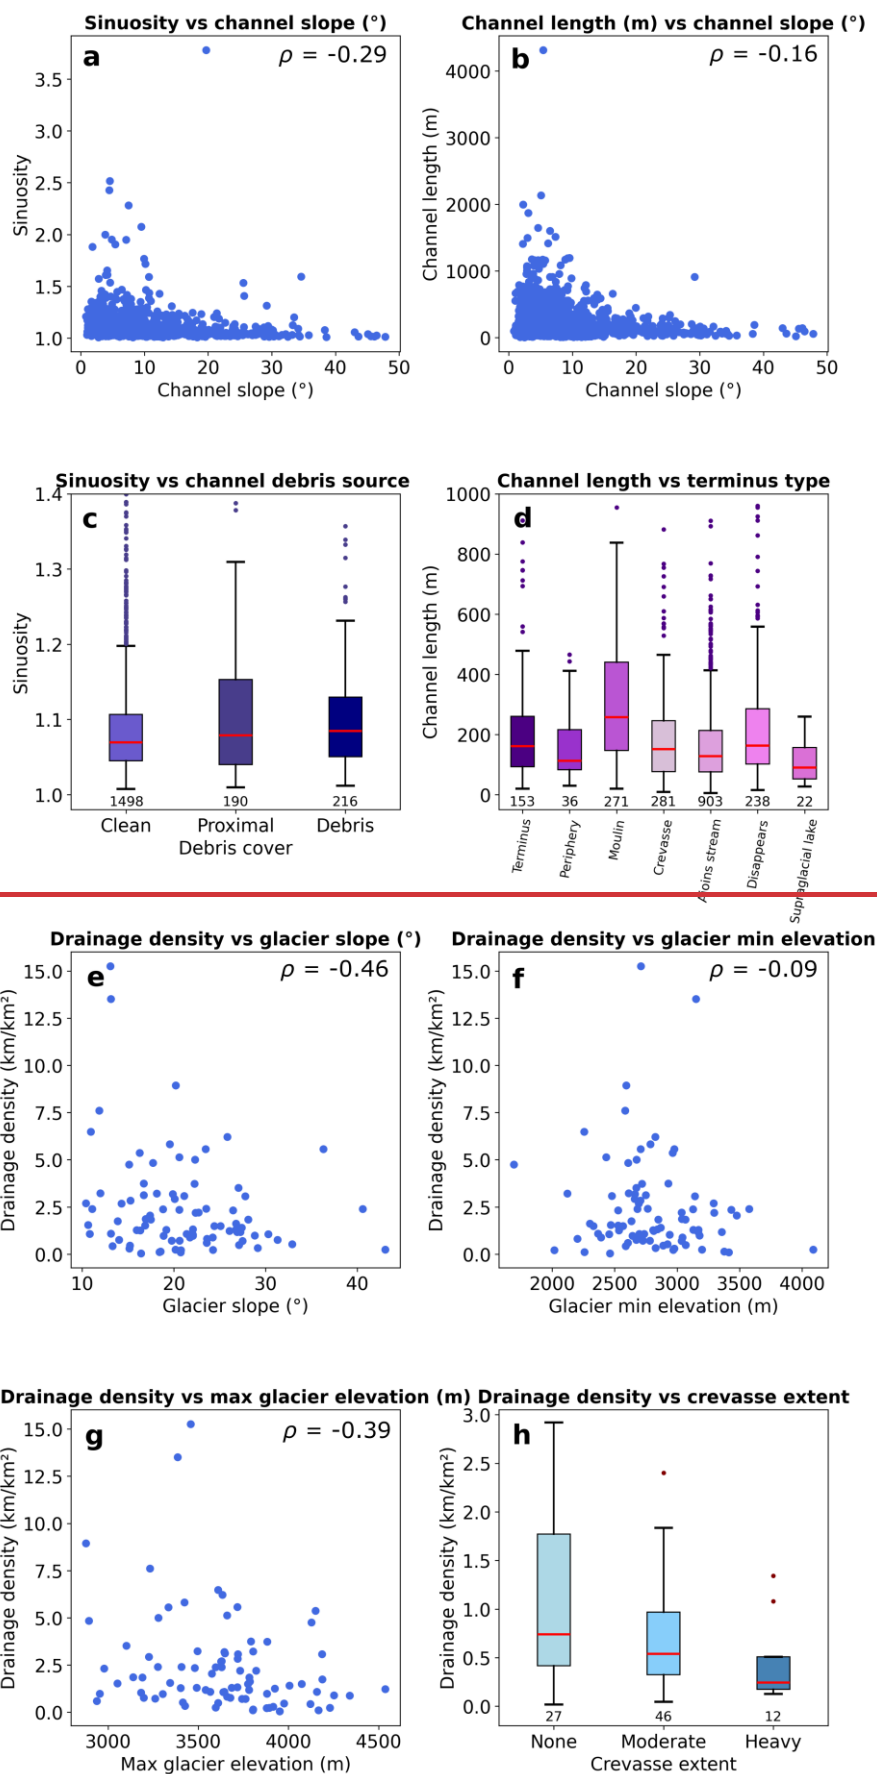 Sinuosity vs channel slope (°)
a
ρ = -0.29
3.5
3.0
2.5
2.0
1.5
1.0
Sinuosity
0 10 20 30 40 50
Channel slope (°)
Channel length (m) vs channel slope (°)
b
ρ = -0.16
4000
3000
2000
1000
0
Channel length (m)
0 10 20 30 40 50
Channel slope (°)
Sinuosity vs channel debris source
c
1.4
1.3
1.2
1.1
1.0
Sinuosity
1498 190 216
Clean Proximal Debris
Debris cover
Channel length vs terminus type
d
1000
800
600
400
200
0
Channel length (m)
153 36 271 281 903 238 22
Terminus
Periphery
Moulin
Crevasse
Ajoins stream
Disappears
Supraglacial lake
Drainage density vs glacier slope (°)
e
ρ = -0.46
15.0
12.5
10.0
7.5
5.0
2.5
0.0
Drainage density (km/km²)
10 20 30 40
Glacier slope (°)
Drainage density vs glacier min elevation
f
ρ = -0.09
15.0
12.5
10.0
7.5
5.0
2.5
0.0
Drainage density (km/km²)
2000 2500 3000 3500 4000
Glacier min elevation (m)
Drainage density vs max glacier elevation (m)
g
ρ = -0.39
15.0
12.5
10.0
7.5
5.0
2.5
0.0
Drainage density (km/km²)
3000 3500 4000 4500
Max glacier elevation (m)
Drainage density vs crevasse extent
h
3.0
2.5
2.0
1.5
1.0
0.5
0.0
Drainage density (km/km²)
27 46 12
None Moderate Heavy
Crevasse extent